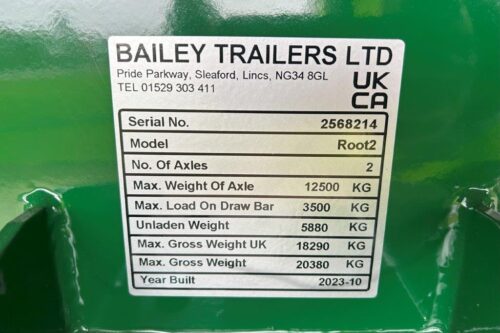 BAILEY TRAILERS LTD
Pride Parkway, Sleaford, Lincs, NG34 8GL
TEL 01529 303 411
UK
CA
Serial No. 2568214
Model Root2
No. Of Axles 2
Max. Weight Of Axle 12500 KG
Max. Load On Draw Bar 3500 KG
Unladen Weight 5880 KG
Max. Gross Weight UK 18290 KG
Max. Gross Weight 20380 KG
Year Built 2023-10